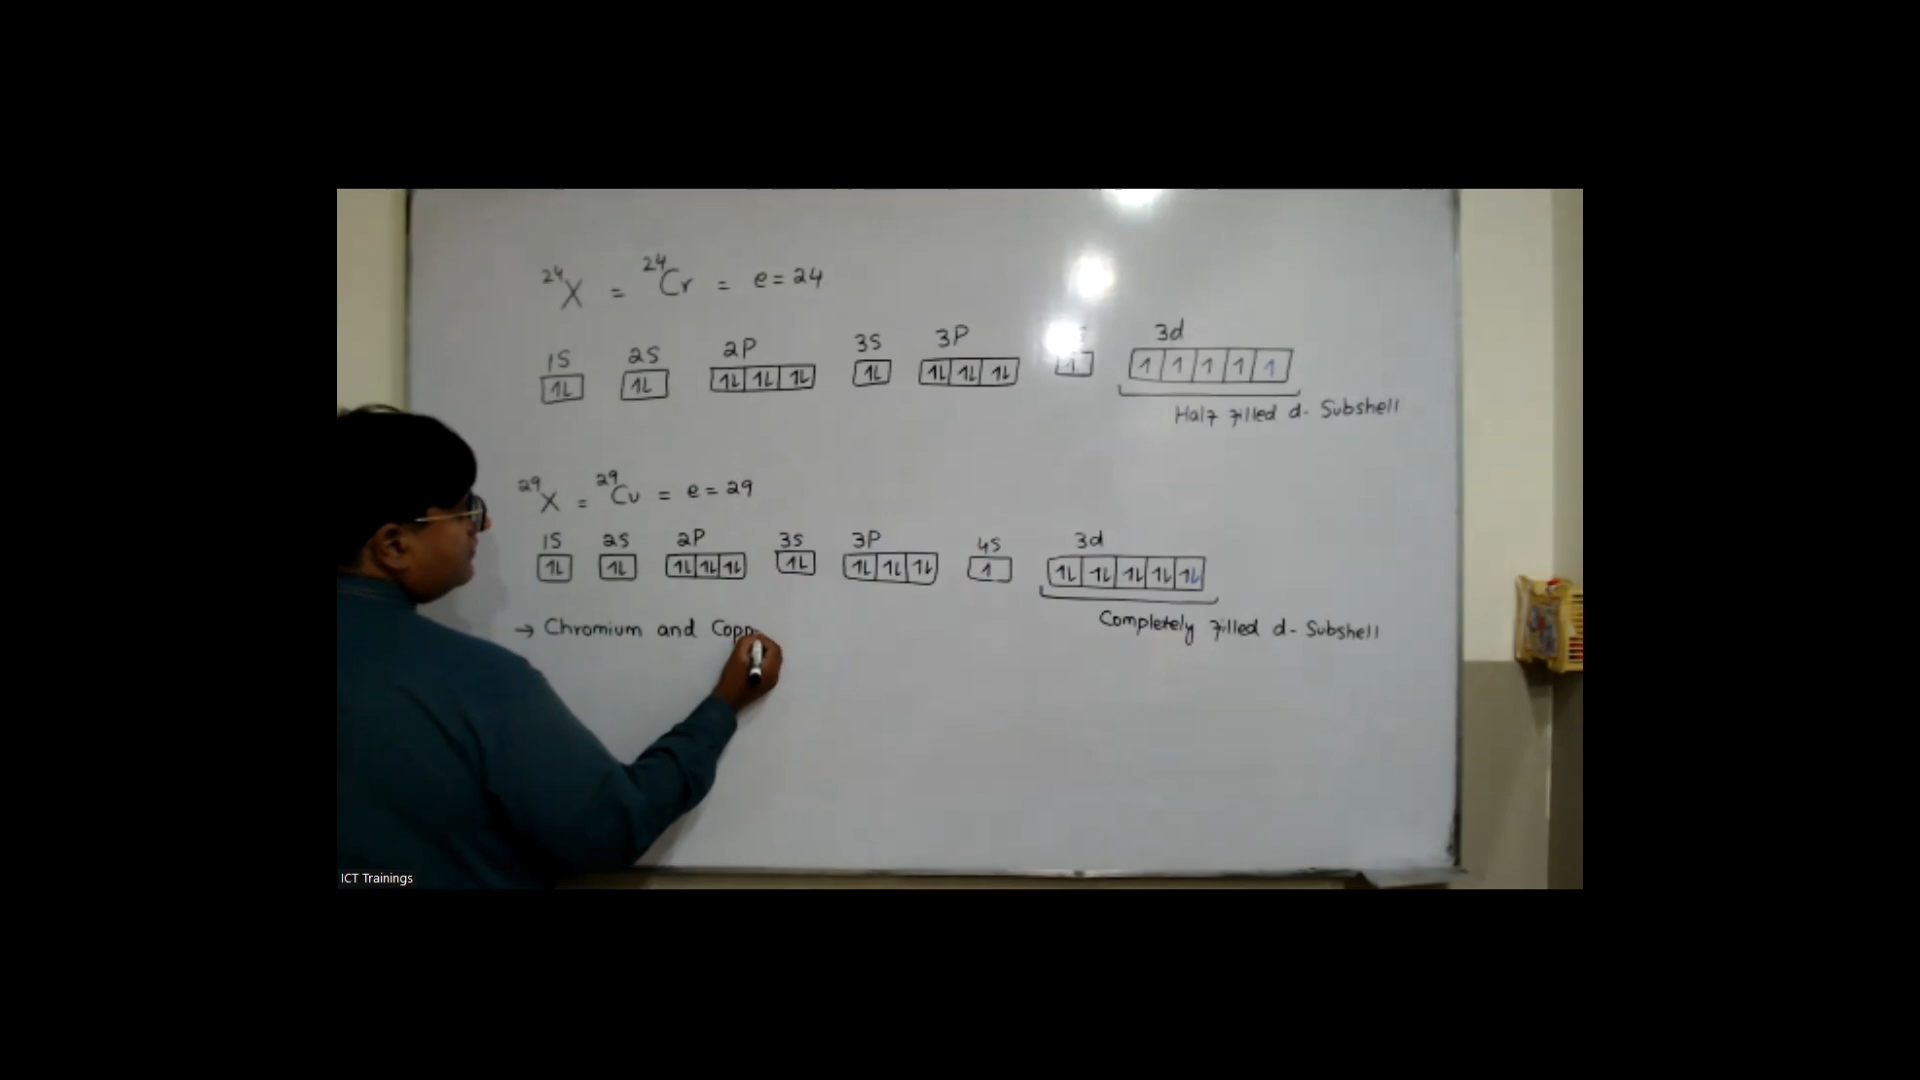 24X = 24Cr = e = 24
1S 2S 2P 3S 3P 3d
1L 1L 1L 1L 1L 1L 1L 1L 1L 1 1 1 1 1 1
Half filled d- Subshell
29X = 29Cu = e = 29
1S 2S 2P 3S 3P 4S 3d
1L 1L 1L 1L 1L 1L 1L 1L 1L 1 1L 1L 1L 1L 1L
Completely filled d- Subshell
→ Chromium and Copp
ICT Trainings